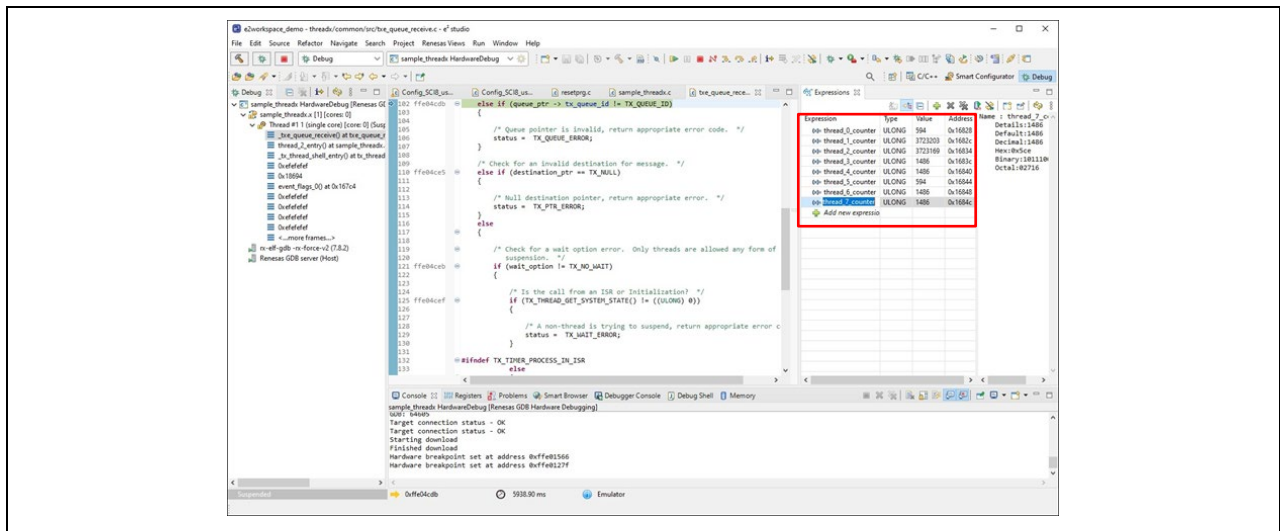 e2workspace_demo - threadx/common/src/txe_queue_receive.c - e² studio
File Edit Source Refactor Navigate Search Project Renesas Views Run Window Help
Debug
sample_threadx HardwareDebug
C/C++
Smart Configurator
Debug
Debug
sample_threadx HardwareDebug [Renesas GD
sample_threadx.x [1] [cores: 0]
Thread #1 1 (single core) [core: 0] (Susp
_txe_queue_receive() at txe_queue_r
thread_2_entry() at sample_threadx.
_tx_thread_shell_entry() at tx_thread
0xefefefef
0x18694
event_flags_0() at 0x167c4
0xefefefef
0xefefefef
0xefefefef
0xefefefef
<...more frames...>
rx-elf-gdb -rx-force-v2 (7.8.2)
Renesas GDB server (Host)
Config_SCI8_us...
Config_SCI8_us...
resetprg.c
sample_threadx.c
txe_queue_rece...
102 ffe04cdb else if (queue_ptr -> tx_queue_id != TX_QUEUE_ID)
103 {
104
105 /* Queue pointer is invalid, return appropriate error code. */
106 status = TX_QUEUE_ERROR;
107 }
108
109 /* Check for an invalid destination for message. */
110 ffe04ce5 else if (destination_ptr == TX_NULL)
111 {
112
113 /* Null destination pointer, return appropriate error. */
114 status = TX_PTR_ERROR;
115 }
116 else
117 {
118
119 /* Check for a wait option error. Only threads are allowed any form of
120 suspension. */
121 ffe04ceb if (wait_option != TX_NO_WAIT)
122 {
123
124 /* Is the call from an ISR or Initialization? */
125 ffe04cef if (TX_THREAD_GET_SYSTEM_STATE() != ((ULONG) 0))
126 {
127
128 /* A non-thread is trying to suspend, return appropriate error c
129 status = TX_WAIT_ERROR;
130 }
131
132 #ifndef TX_TIMER_PROCESS_IN_ISR
133 else
Expressions
Expression Type Value Address
thread_0_counter ULONG 594 0x16828
thread_1_counter ULONG 3723203 0x1682c
thread_2_counter ULONG 3723169 0x16834
thread_3_counter ULONG 1486 0x1683c
thread_4_counter ULONG 1486 0x16840
thread_5_counter ULONG 594 0x16844
thread_6_counter ULONG 1486 0x16848
thread_7_counter ULONG 1486 0x1684c
Add new expressio
Name : thread_7_co
Details:1486
Default:1486
Decimal:1486
Hex:0x5ce
Binary:1011100
Octal:02716
Console Registers Problems Smart Browser Debugger Console Debug Shell Memory
sample_threadx HardwareDebug [Renesas GDB Hardware Debugging]
GDB: 64605
Target connection status - OK
Target connection status - OK
Starting download
Finished download
Hardware breakpoint set at address 0xffe01566
Hardware breakpoint set at address 0xffe0127f
Suspended
0xffe04cdb
5938.90 ms
Emulator